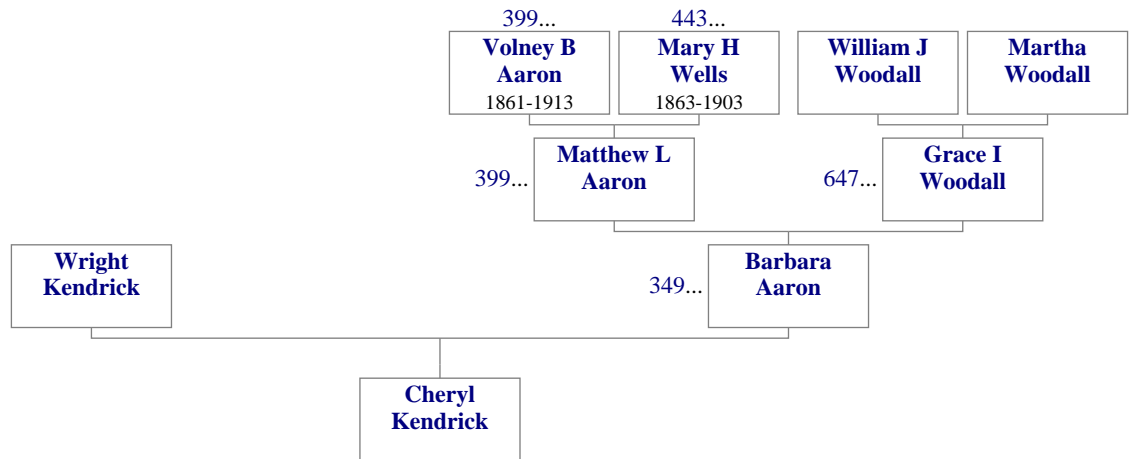 399...
443...
Volney B
Aaron
1861-1913
Mary H
Wells
1863-1903
William J
Woodall
Martha
Woodall
399...
Matthew L
Aaron
647...
Grace I
Woodall
Wright
Kendrick
349...
Barbara
Aaron
Cheryl
Kendrick